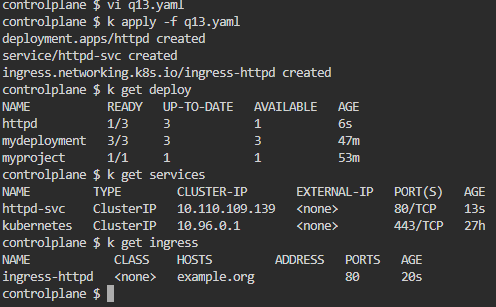 controlplane $ vi q13.yaml
controlplane $ k apply -f q13.yaml
deployment.apps/httpd created
service/httpd-svc created
ingress.networking.k8s.io/ingress-httpd created
controlplane $ k get deploy
NAME READY UP-TO-DATE AVAILABLE AGE
httpd 1/3 3 1 6s
mydeployment 3/3 3 3 47m
myproject 1/1 1 1 53m
controlplane $ k get services
NAME TYPE CLUSTER-IP EXTERNAL-IP PORT(S) AGE
httpd-svc ClusterIP 10.110.109.139 <none> 80/TCP 13s
kubernetes ClusterIP 10.96.0.1 <none> 443/TCP 27h
controlplane $ k get ingress
NAME CLASS HOSTS ADDRESS PORTS AGE
ingress-httpd <none> example.org 80 20s
controlplane $